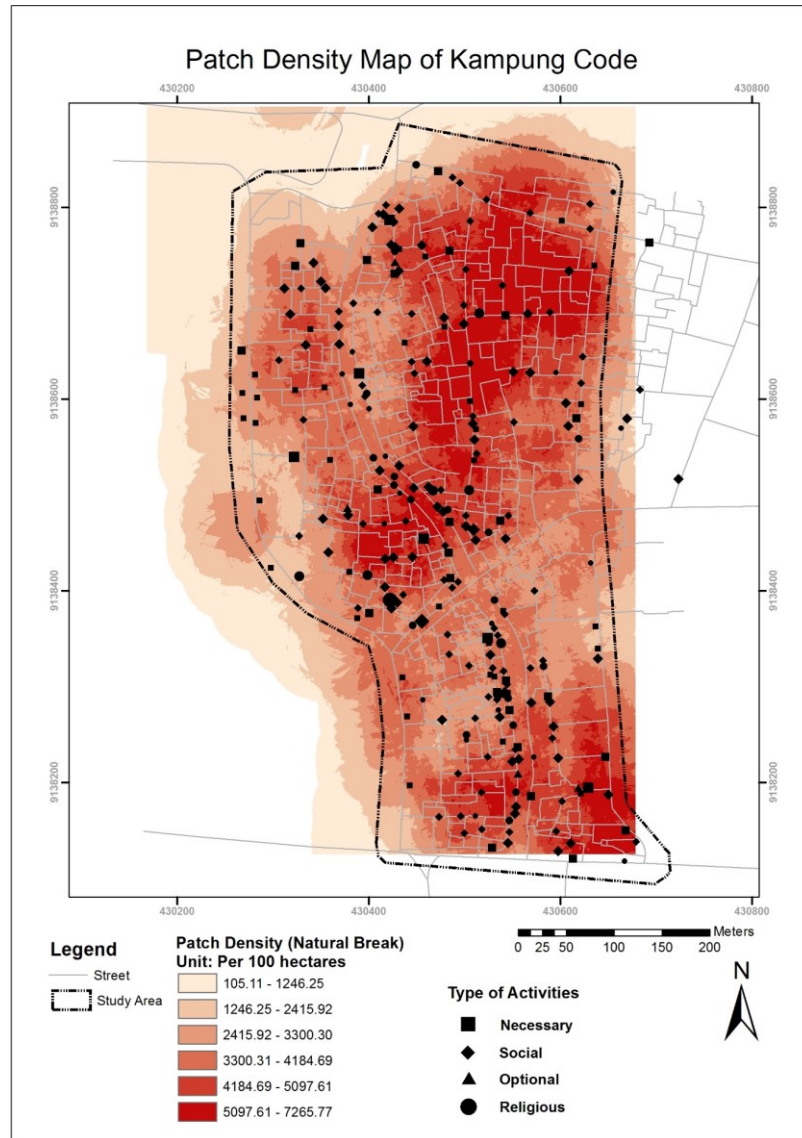 Patch Density Map of Kampung Code
430200
430400
430600
430800
9138800
9138800
9138600
9138600
9138400
9138400
9138200
9138200
430200
430400
430600
430800
Legend
Street
Study Area
Patch Density (Natural Break)
Unit: Per 100 hectares
105.11 - 1246.25
1246.25 - 2415.92
2415.92 - 3300.30
3300.31 - 4184.69
4184.69 - 5097.61
5097.61 - 7265.77
Meters
0 25 50 100 150 200
N
Type of Activities
Necessary
Social
Optional
Religious